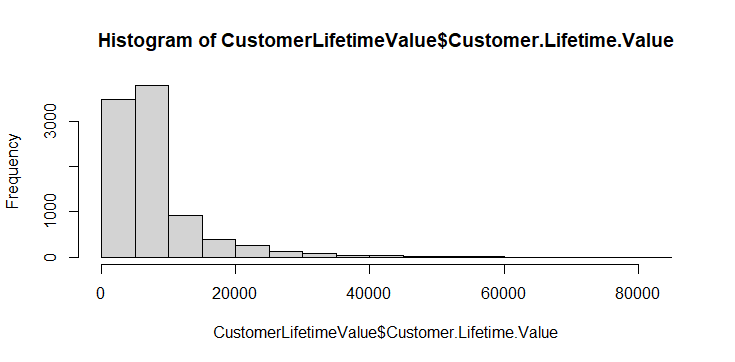 Histogram of CustomerLifetimeValue$Customer.Lifetime.Value
Frequency
3000
1000
0
0 20000 40000 60000 80000
CustomerLifetimeValue$Customer.Lifetime.Value